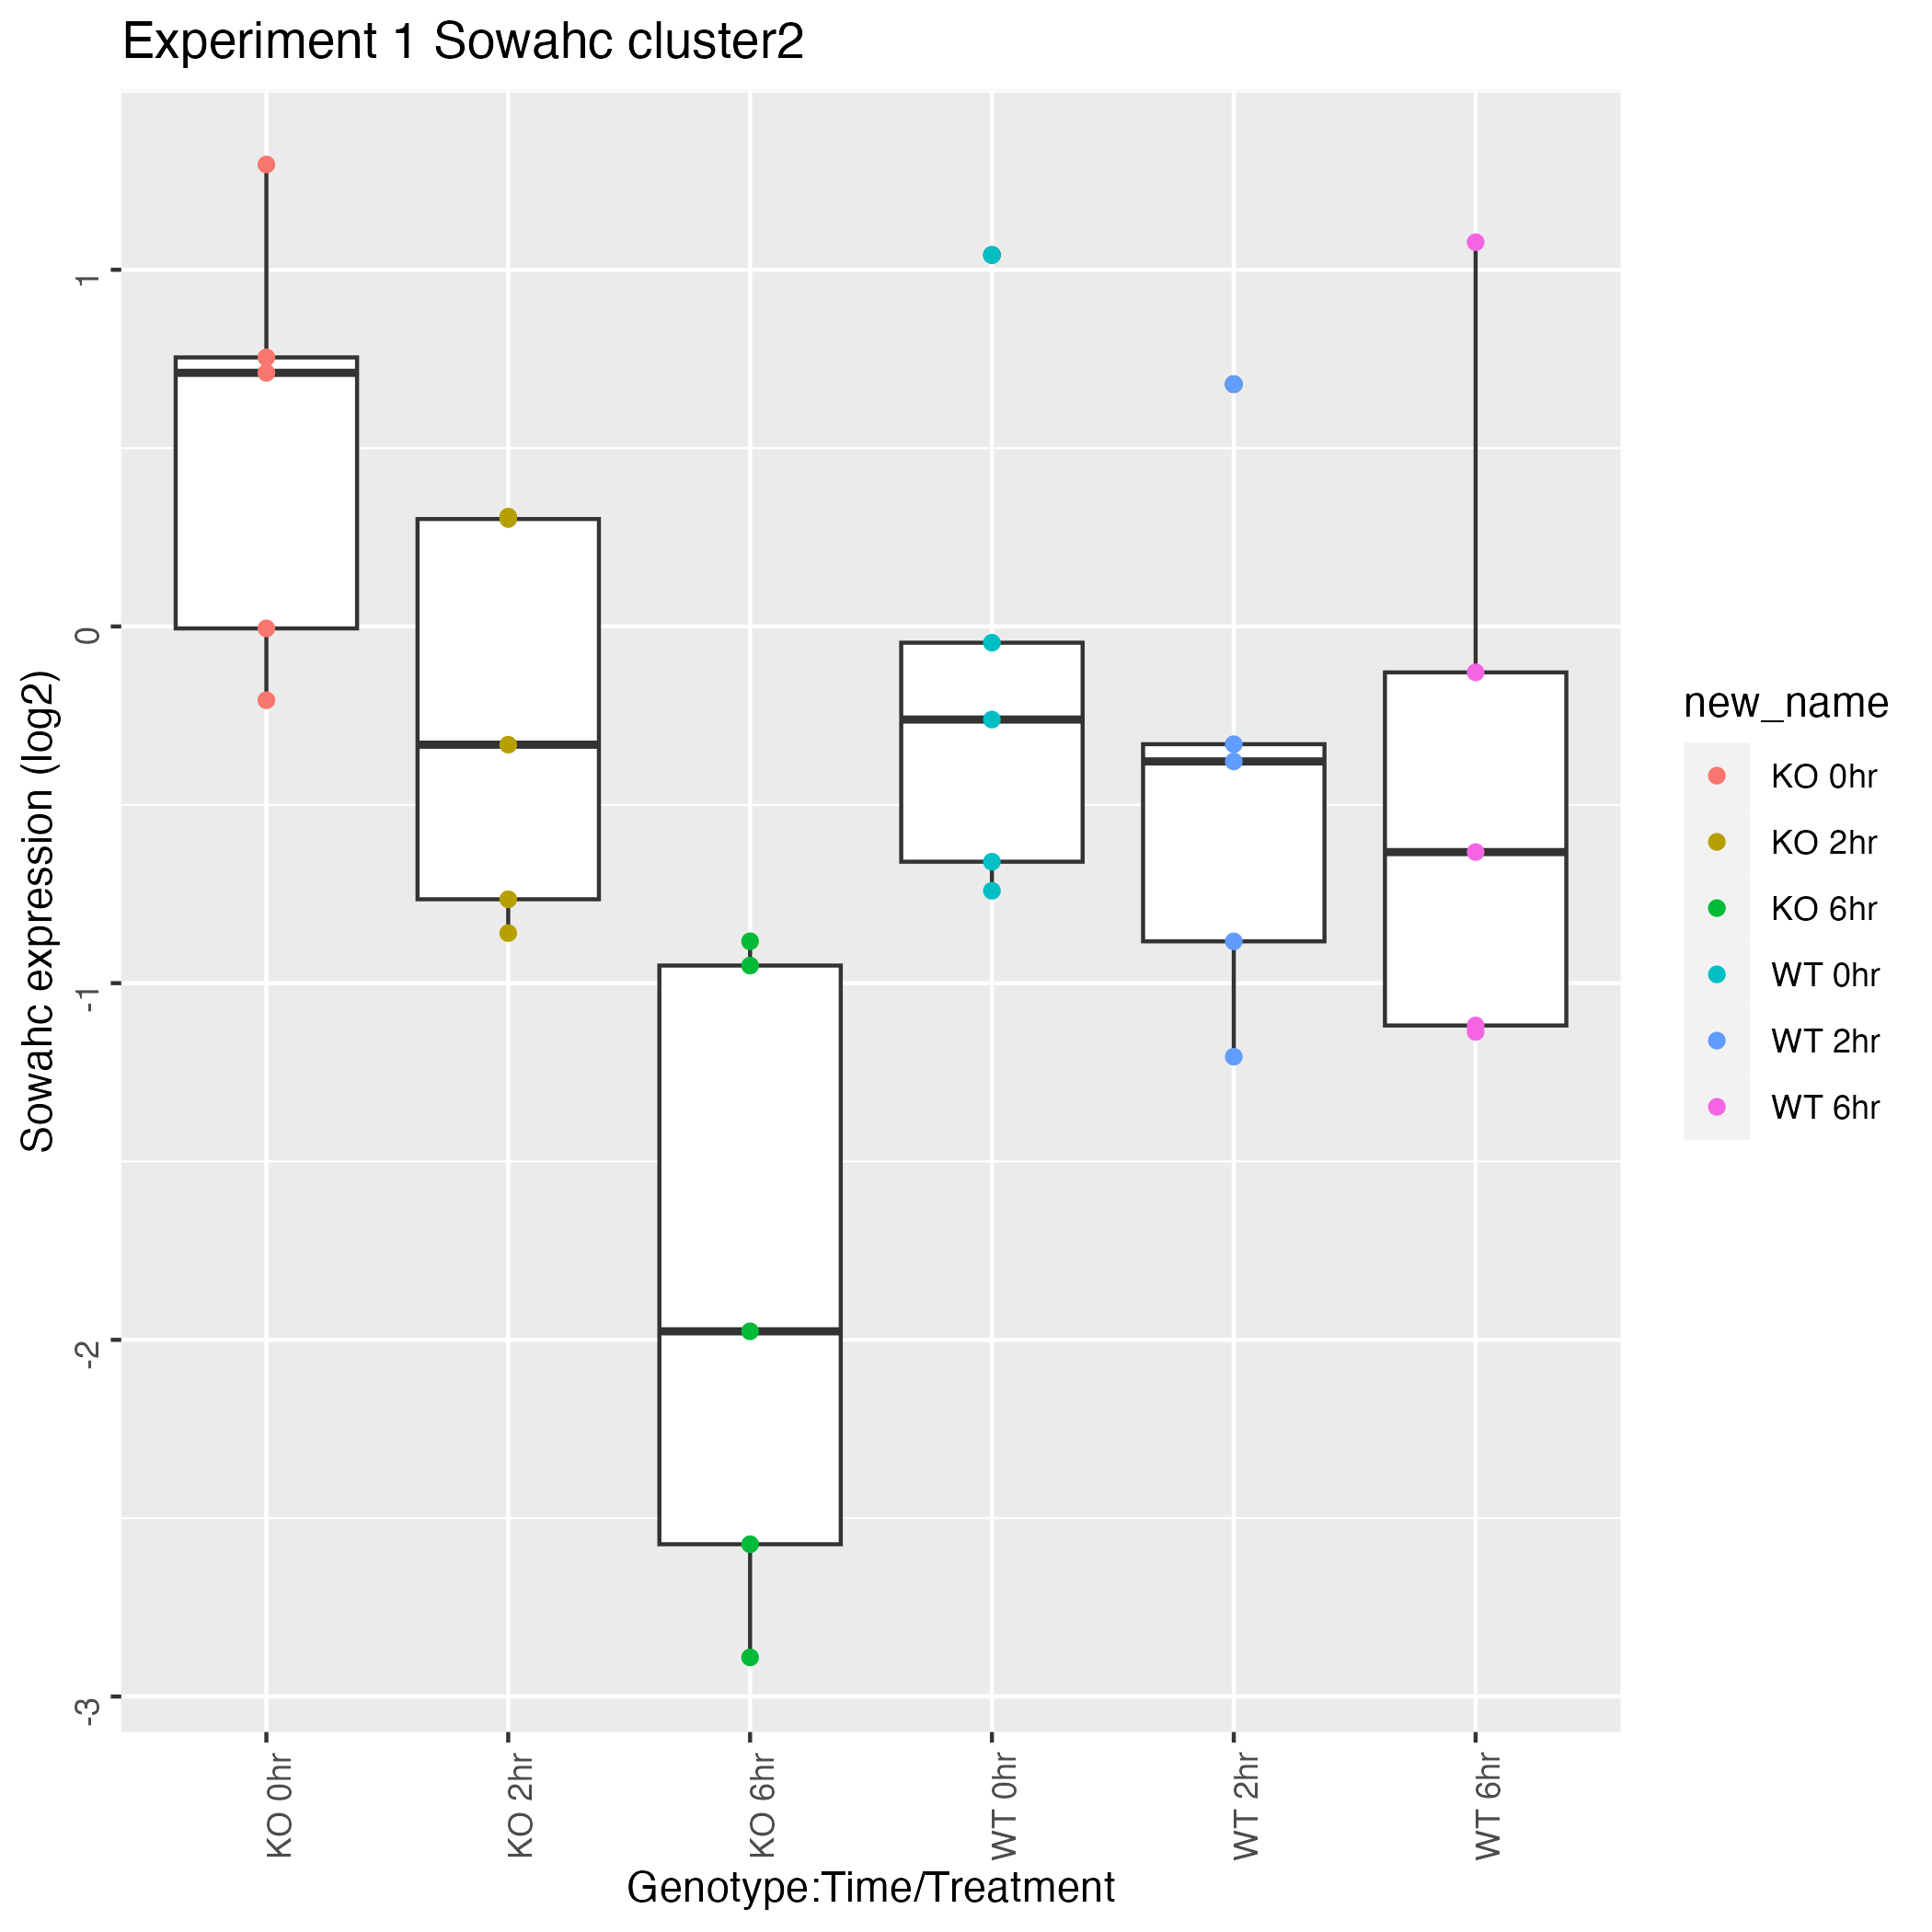 Experiment 1 Sowahc cluster2
Sowahc expression (log2)
1
0
-1
-2
-3
KO 0hr
KO 2hr
KO 6hr
WT 0hr
WT 2hr
WT 6hr
Genotype:Time/Treatment
new_name
KO 0hr
KO 2hr
KO 6hr
WT 0hr
WT 2hr
WT 6hr